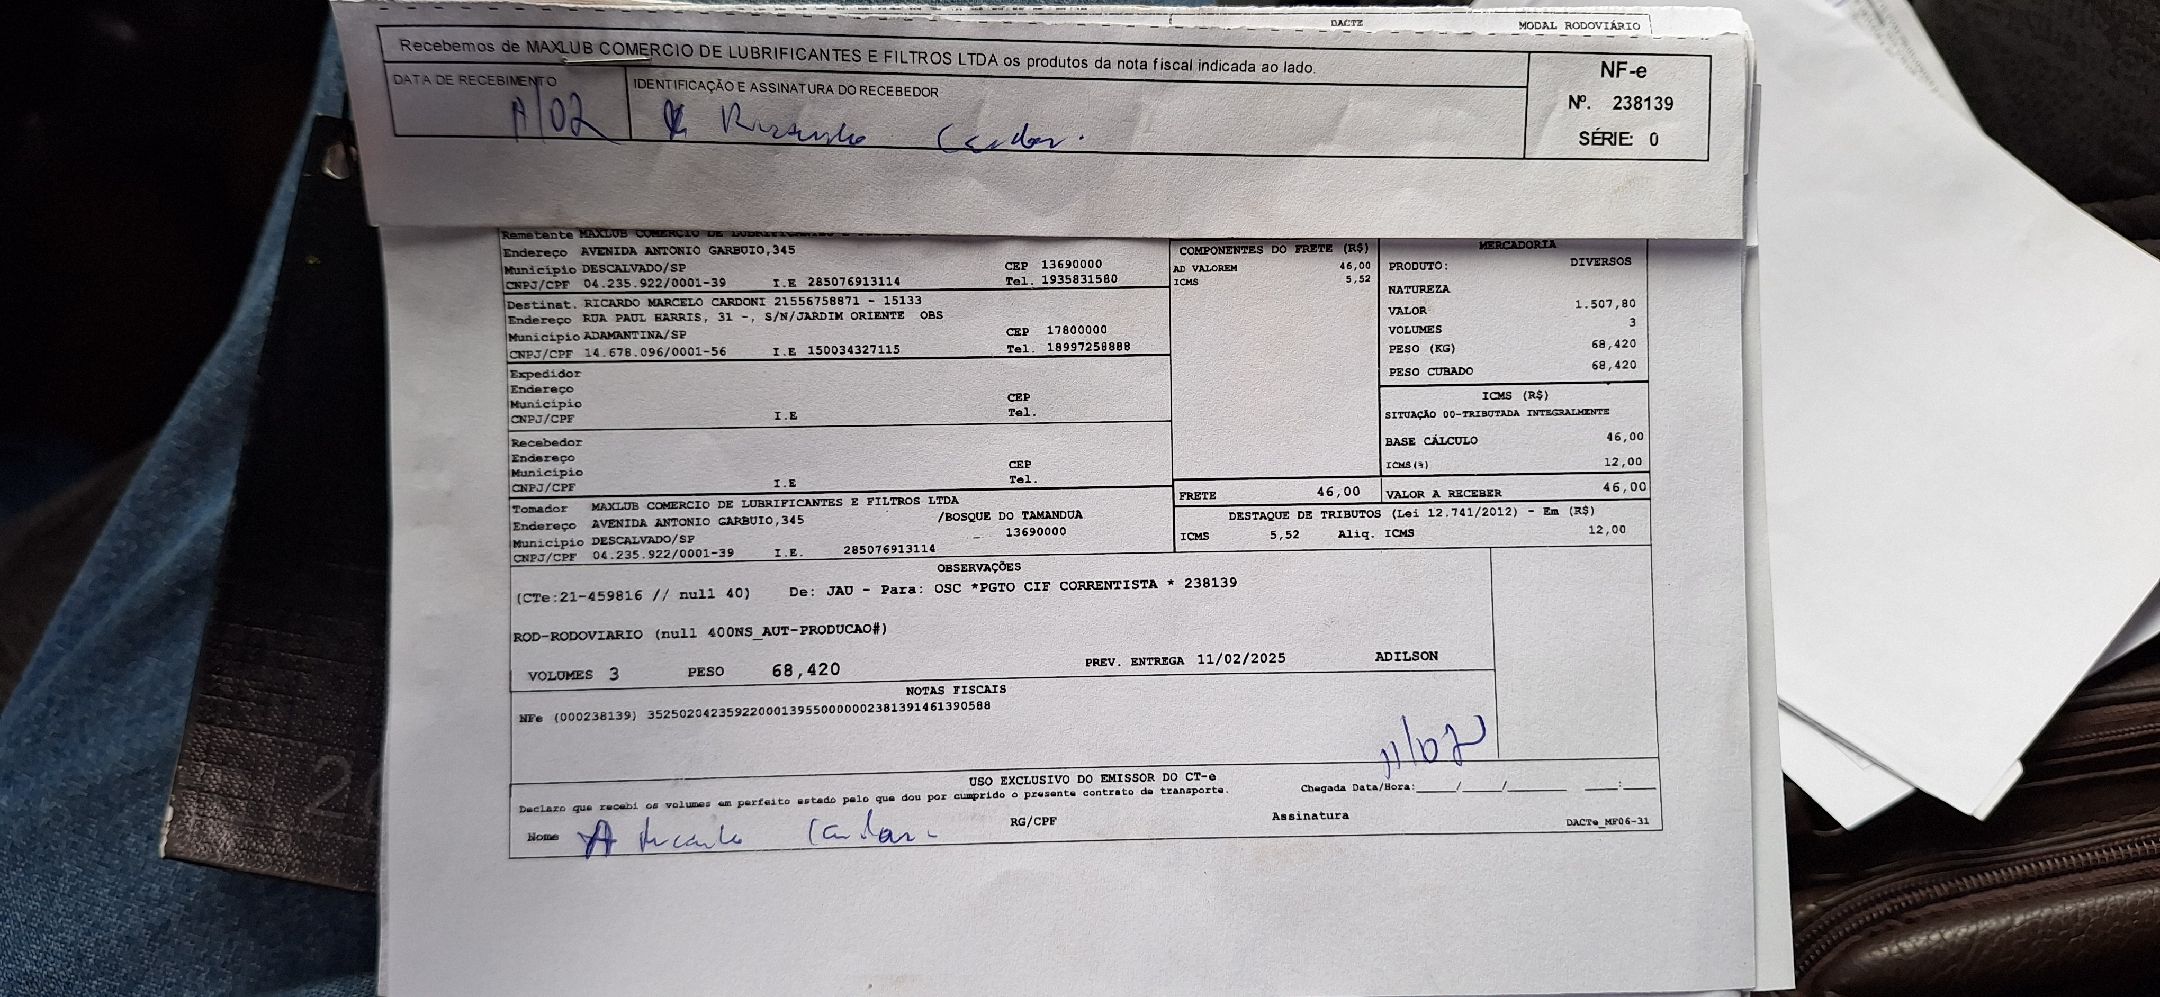 DACTE
MODAL RODOVIÁRIO
Recebemos de MAXLUB COMERCIO DE LUBRIFICANTES E FILTROS LTDA os produtos da nota fiscal indicada ao lado.
NF-e
Nº. 238139
SÉRIE: 0
DATA DE RECEBIMENTO
IDENTIFICAÇÃO E ASSINATURA DO RECEBEDOR
11/02
Remetente MAXLUB COMERCIO DE LUBRIFICANTES E
Endereço AVENIDA ANTONIO GARBUIO,345
Município DESCALVADO/SP CEP 13690000
CNPJ/CPF 04.235.922/0001-39 I.E 285076913114 Tel. 1935831580
Destinat. RICARDO MARCELO CARDONI 21556758871 - 15133
Endereço RUA PAUL HARRIS, 31 -, S/N/JARDIM ORIENTE OBS
Município ADAMANTINA/SP CEP 17800000
CNPJ/CPF 14.678.096/0001-56 I.E 150034327115 Tel. 18997258888
Expedidor
Endereço
Município CEP
CNPJ/CPF I.E Tel.
Recebedor
Endereço
Município CEP
CNPJ/CPF I.E Tel.
Tomador MAXLUB COMERCIO DE LUBRIFICANTES E FILTROS LTDA
Endereço AVENIDA ANTONIO GARBUIO,345 /BOSQUE DO TAMANDUA
Município DESCALVADO/SP 13690000
CNPJ/CPF 04.235.922/0001-39 I.E. 285076913114
COMPONENTES DO FRETE (R$)
AD VALOREM 46,00
ICMS 5,52
FRETE 46,00
MERCADORIA
PRODUTO: DIVERSOS
NATUREZA
VALOR 1.507,80
VOLUMES 3
PESO (KG) 68,420
PESO CUBADO 68,420
ICMS (R$)
SITUAÇÃO 00-TRIBUTADA INTEGRALMENTE
BASE CÁLCULO 46,00
ICMS(%) 12,00
VALOR A RECEBER 46,00
DESTAQUE DE TRIBUTOS (Lei 12.741/2012) - Em (R$)
ICMS 5,52 Aliq. ICMS 12,00
OBSERVAÇÕES
(CTe:21-459816 // null 40) De: JAU - Para: OSC *PGTO CIF CORRENTISTA * 238139
ROD-RODOVIARIO (null 400NS_AUT-PRODUCAO#)
VOLUMES 3 PESO 68,420 PREV. ENTREGA 11/02/2025 ADILSON
NOTAS FISCAIS
NFe (000238139) 35250204235922000139550000002381391461390588
11/02
USO EXCLUSIVO DO EMISSOR DO CT-e
Declaro que recebi os volumes em perfeito estado pelo que dou por cumprido o presente contrato de transporte. Chegada Data/Hora:____/____/______ ___:___
Nome RG/CPF Assinatura
DACTe_MF06-31